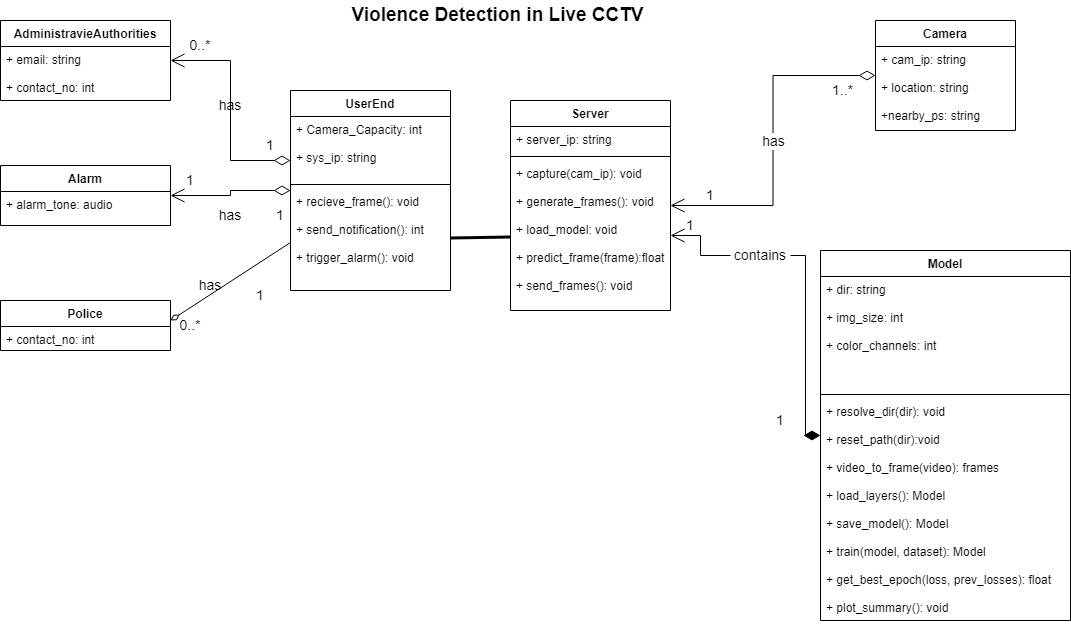 Violence Detection in Live CCTV
AdministravieAuthorities
+ email: string
+ contact_no: int
0..*
has
1
Alarm
+ alarm_tone: audio
1
has
1
Police
+ contact_no: int
has
0..*
1
UserEnd
+ Camera_Capacity: int
+ sys_ip: string
+ recieve_frame(): void
+ send_notification(): int
+ trigger_alarm(): void
Server
+ server_ip: string
+ capture(cam_ip): void
+ generate_frames(): void
+ load_model: void
+ predict_frame(frame):float
+ send_frames(): void
Camera
+ cam_ip: string
+ location: string
+nearby_ps: string
1..*
has
1
1
contains
1
Model
+ dir: string
+ img_size: int
+ color_channels: int
+ resolve_dir(dir): void
+ reset_path(dir):void
+ video_to_frame(video): frames
+ load_layers(): Model
+ save_model(): Model
+ train(model, dataset): Model
+ get_best_epoch(loss, prev_losses): float
+ plot_summary(): void